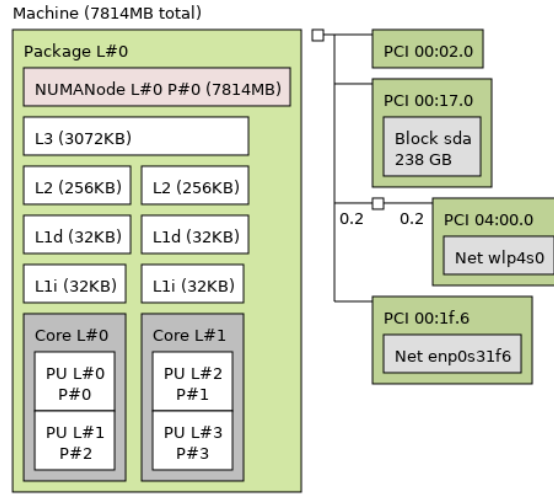 Machine (7814MB total)
Package L#0
NUMANode L#0 P#0 (7814MB)
L3 (3072KB)
L2 (256KB)
L2 (256KB)
L1d (32KB)
L1d (32KB)
L1i (32KB)
L1i (32KB)
Core L#0
PU L#0
P#0
PU L#1
P#2
Core L#1
PU L#2
P#1
PU L#3
P#3
PCI 00:02.0
PCI 00:17.0
Block sda
238 GB
0.2
0.2
PCI 04:00.0
Net wlp4s0
PCI 00:1f.6
Net enp0s31f6